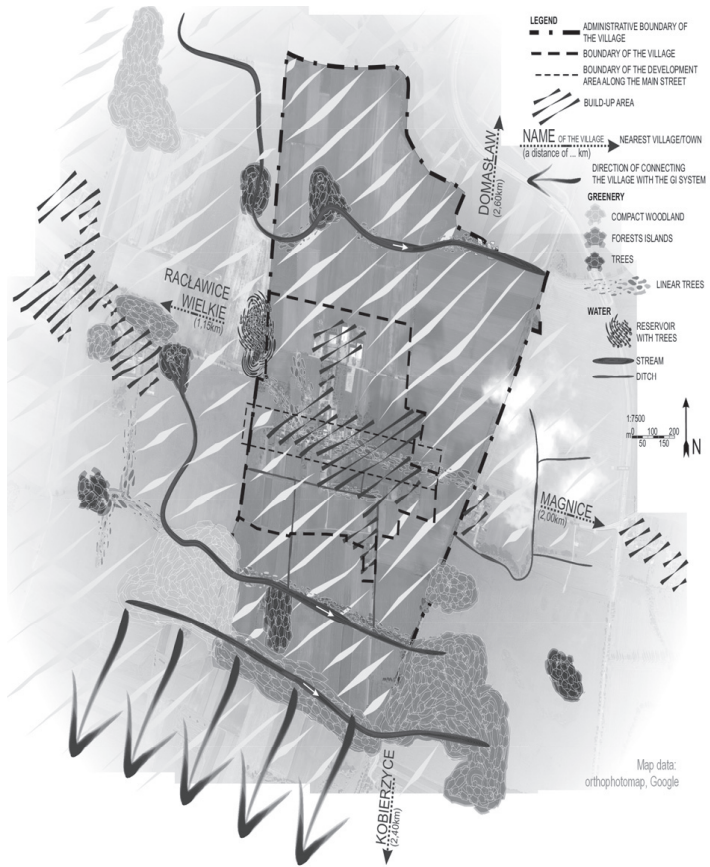 LEGEND
ADMINISTRATIVE BOUNDARY OF
THE VILLAGE
BOUNDARY OF THE VILLAGE
BOUNDARY OF THE DEVELOPMENT
AREA ALONG THE MAIN STREET
BUILD-UP AREA
NAME OF THE VILLAGE
(a distance of ... km)
NEAREST VILLAGE/TOWN
DIRECTION OF CONNECTING
THE VILLAGE WITH THE GI SYSTEM
GREENERY
COMPACT WOODLAND
FORESTS ISLANDS
TREES
LINEAR TREES
WATER
RESERVOIR
WITH TREES
STREAM
DITCH
1:7500
m 0 100 200
50 150
N
DOMASŁAW
(2,60km)
RACŁAWICE
WIELKIE
(1,15km)
MAGNICE
(2,00km)
KOBIERZYCE
(2,40km)
Map data:
orthophotomap, Google